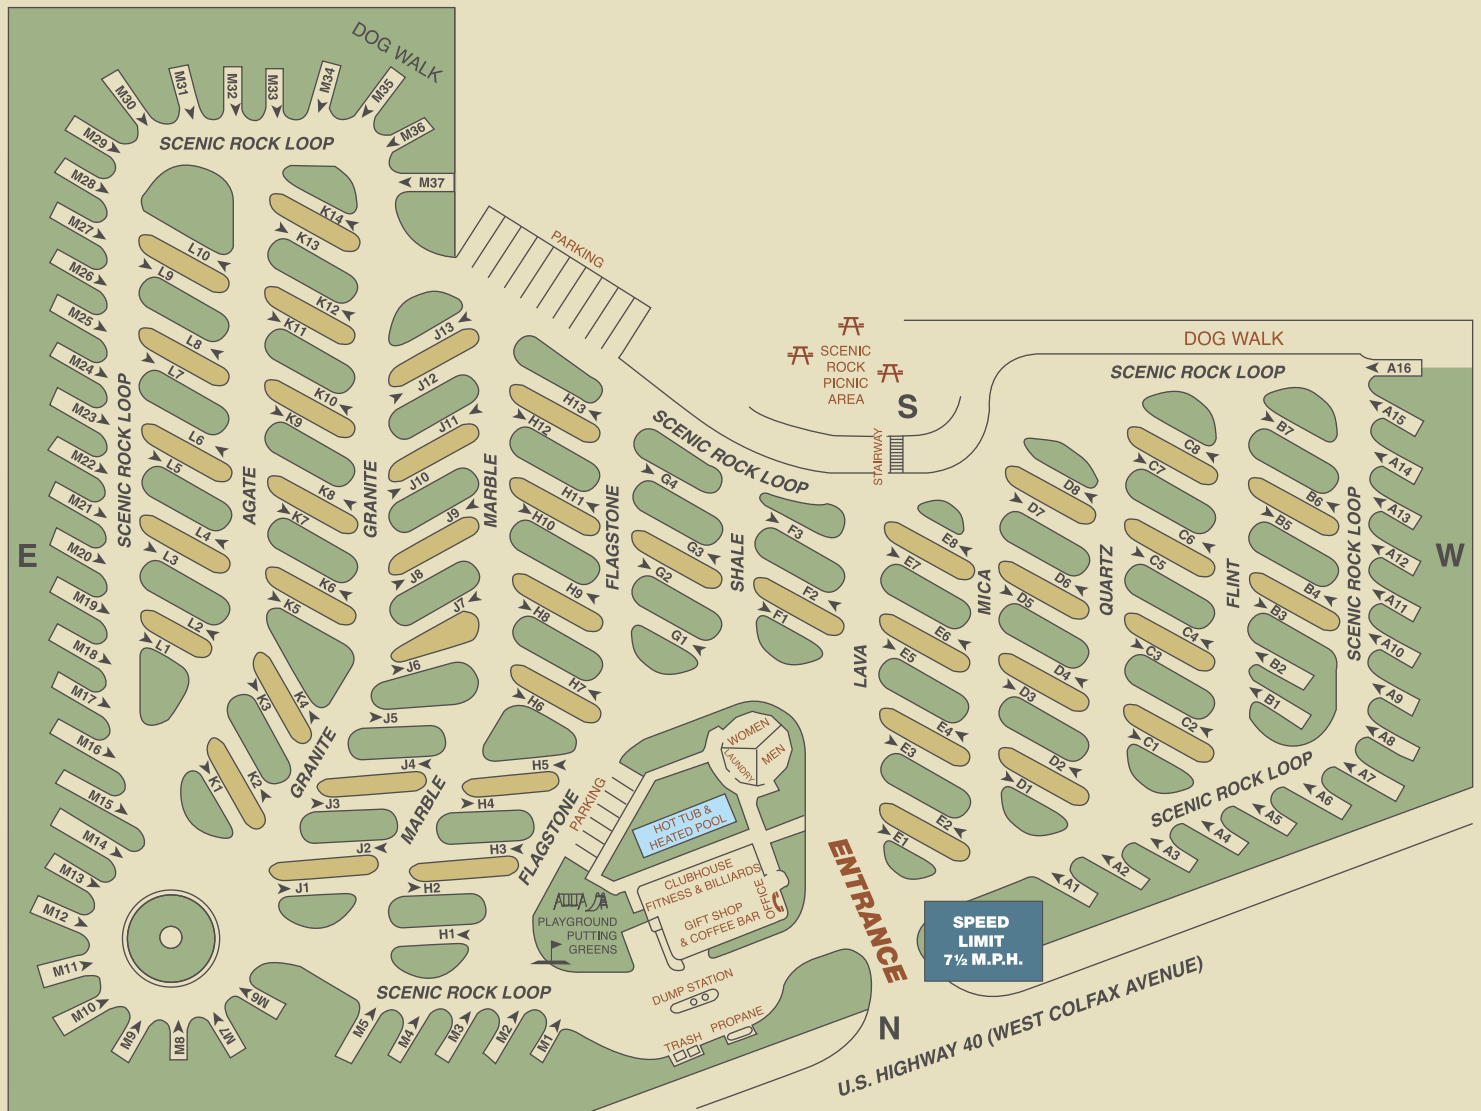 DOG WALK
M30
M31
M32
M33
M34
M35
M36
M37
M29
M28
M27
M26
M25
M24
M23
M22
M21
M20
M19
M18
M17
M16
M15
M14
M13
M12
M11
M10
M9
M8
M7
M6
M5
M4
M3
M2
M1
SCENIC ROCK LOOP
SCENIC ROCK LOOP
SCENIC ROCK LOOP
E
L10
L9
L8
L7
L6
L5
L4
L3
L2
L1
AGATE
K14
K13
K12
K11
K10
K9
K8
K7
K6
K5
K4
K3
K2
K1
GRANITE
GRANITE
J13
J12
J11
J10
J9
J8
J7
J6
J5
J4
J3
J2
J1
MARBLE
MARBLE
H13
H12
H11
H10
H9
H8
H7
H6
H5
H4
H3
H2
H1
FLAGSTONE
FLAGSTONE
PARKING
SCENIC ROCK LOOP
G4
G3
G2
G1
SHALE
F3
F2
F1
SCENIC
ROCK
PICNIC
AREA
S
STAIRWAY
LAVA
E8
E7
E6
E5
E4
E3
E2
E1
MICA
D8
D7
D6
D5
D4
D3
D2
D1
QUARTZ
C8
C7
C6
C5
C4
C3
C2
C1
FLINT
B7
B6
B5
B4
B3
B2
B1
DOG WALK
SCENIC ROCK LOOP
SCENIC ROCK LOOP
SCENIC ROCK LOOP
A16
A15
A14
A13
A12
A11
A10
A9
A8
A7
A6
A5
A4
A3
A2
A1
W
PARKING
WOMEN
MEN
LAUNDRY
HOT TUB &
HEATED POOL
CLUBHOUSE
FITNESS & BILLIARDS
GIFT SHOP
& COFFEE BAR
OFFICE
PLAYGROUND
PUTTING
GREENS
DUMP STATION
TRASH
PROPANE
ENTRANCE
N
SPEED
LIMIT
7½ M.P.H.
U.S. HIGHWAY 40 (WEST COLFAX AVENUE)